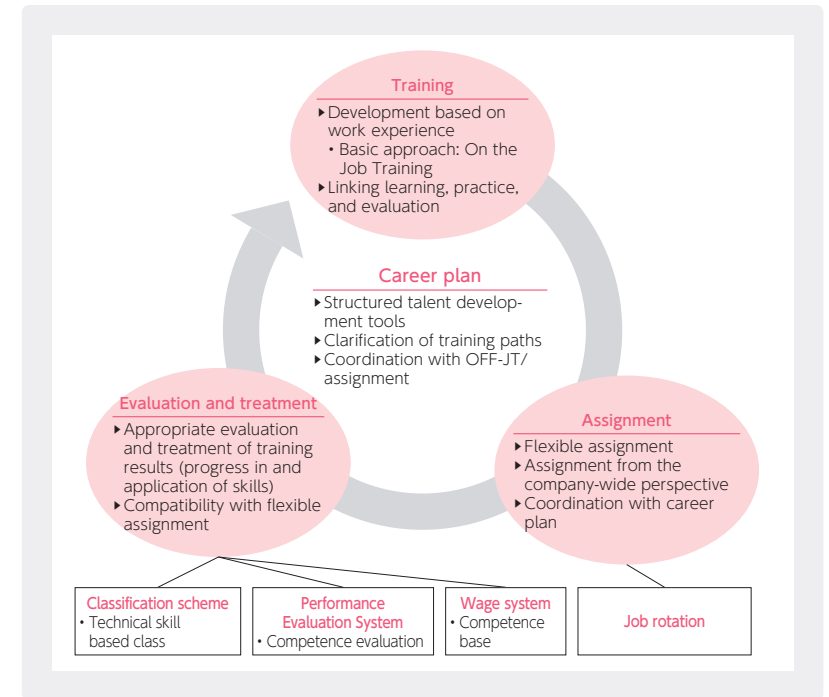 Training
▶Development based on
work experience
• Basic approach: On the
Job Training
▶Linking learning, practice,
and evaluation
Career plan
▶Structured talent develop-
ment tools
▶Clarification of training paths
▶Coordination with OFF-JT/
assignment
Evaluation and treatment
▶Appropriate evaluation
and treatment of training
results (progress in and
application of skills)
▶Compatibility with flexible
assignment
Assignment
▶Flexible assignment
▶Assignment from the
company-wide perspective
▶Coordination with career
plan
Classification scheme
• Technical skill
based class
Performance
Evaluation System
• Competence evaluation
Wage system
• Competence
base
Job rotation